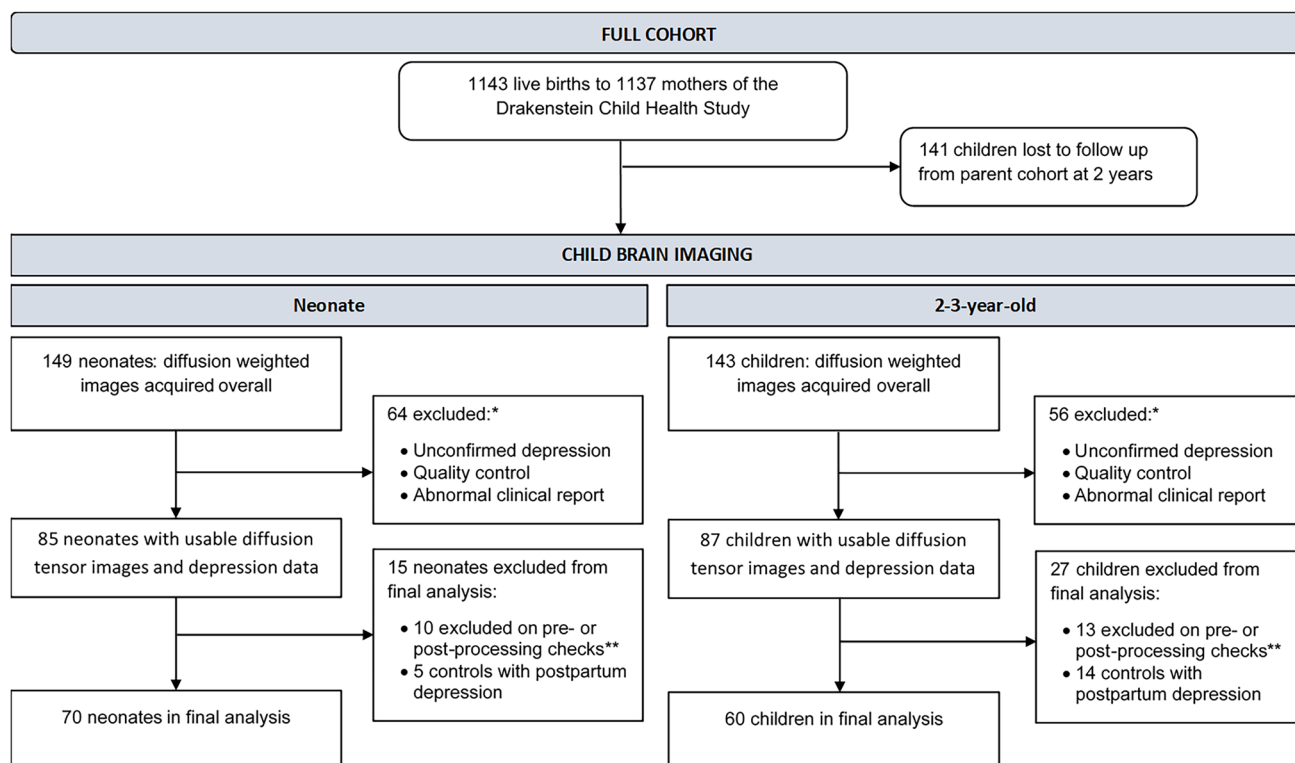 FULL COHORT
1143 live births to 1137 mothers of the
Drakenstein Child Health Study
141 children lost to follow up
from parent cohort at 2 years
CHILD BRAIN IMAGING
Neonate
149 neonates: diffusion weighted
images acquired overall
64 excluded:*
• Unconfirmed depression
• Quality control
• Abnormal clinical report
85 neonates with usable diffusion
tensor images and depression data
15 neonates excluded from
final analysis:
• 10 excluded on pre- or
post-processing checks**
• 5 controls with postpartum
depression
70 neonates in final analysis
2-3-year-old
143 children: diffusion weighted
images acquired overall
56 excluded:*
• Unconfirmed depression
• Quality control
• Abnormal clinical report
87 children with usable diffusion
tensor images and depression data
27 children excluded from
final analysis:
• 13 excluded on pre- or
post-processing checks**
• 14 controls with
postpartum depression
60 children in final analysis